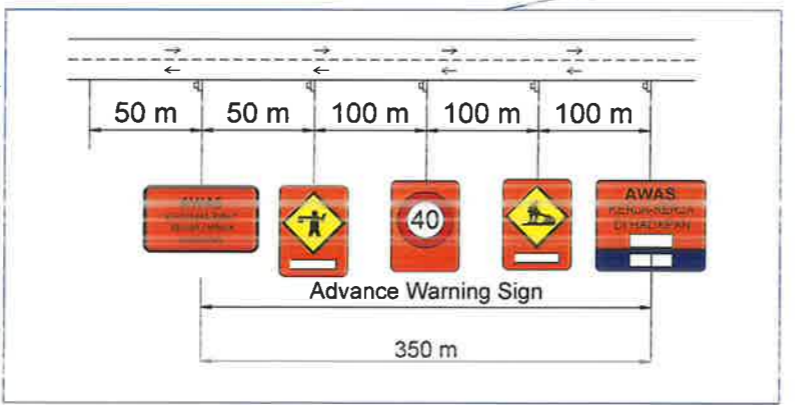 50 m 50 m 100 m 100 m 100 m
AWAS
40
AWAS
KERJA-KERJA
DI HADAPAN
Advance Warning Sign
350 m